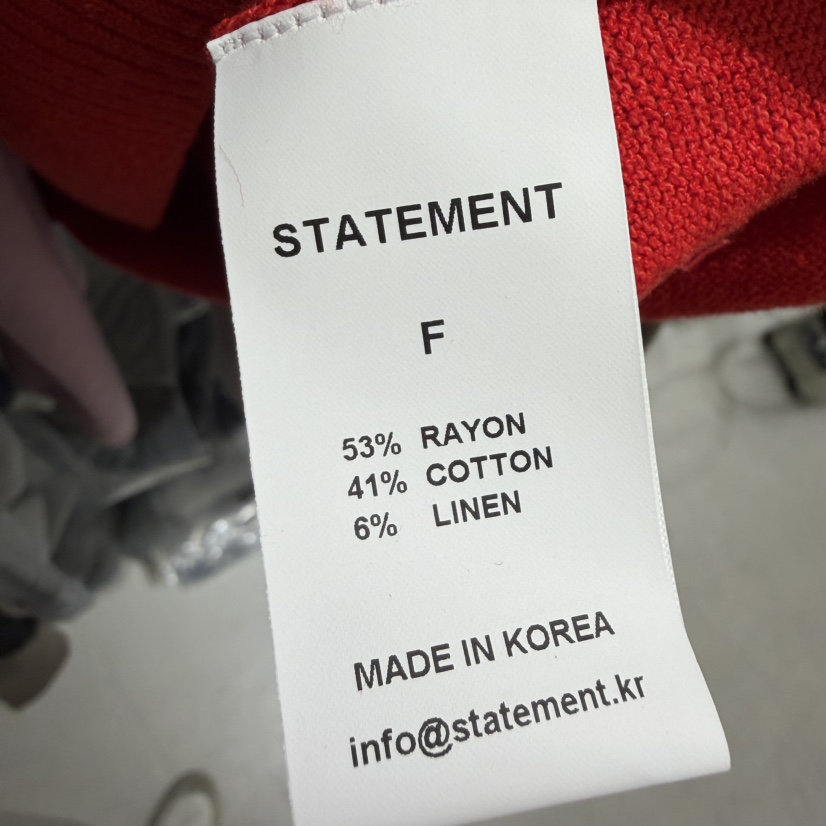 STATEMENT
F
53% RAYON
41% COTTON
6% LINEN
MADE IN KOREA
info@statement.kr